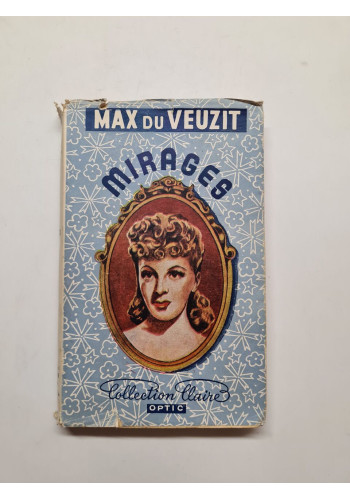 MAX DU VEUZIT
MIRAGES
Collection Claire
OPTIC